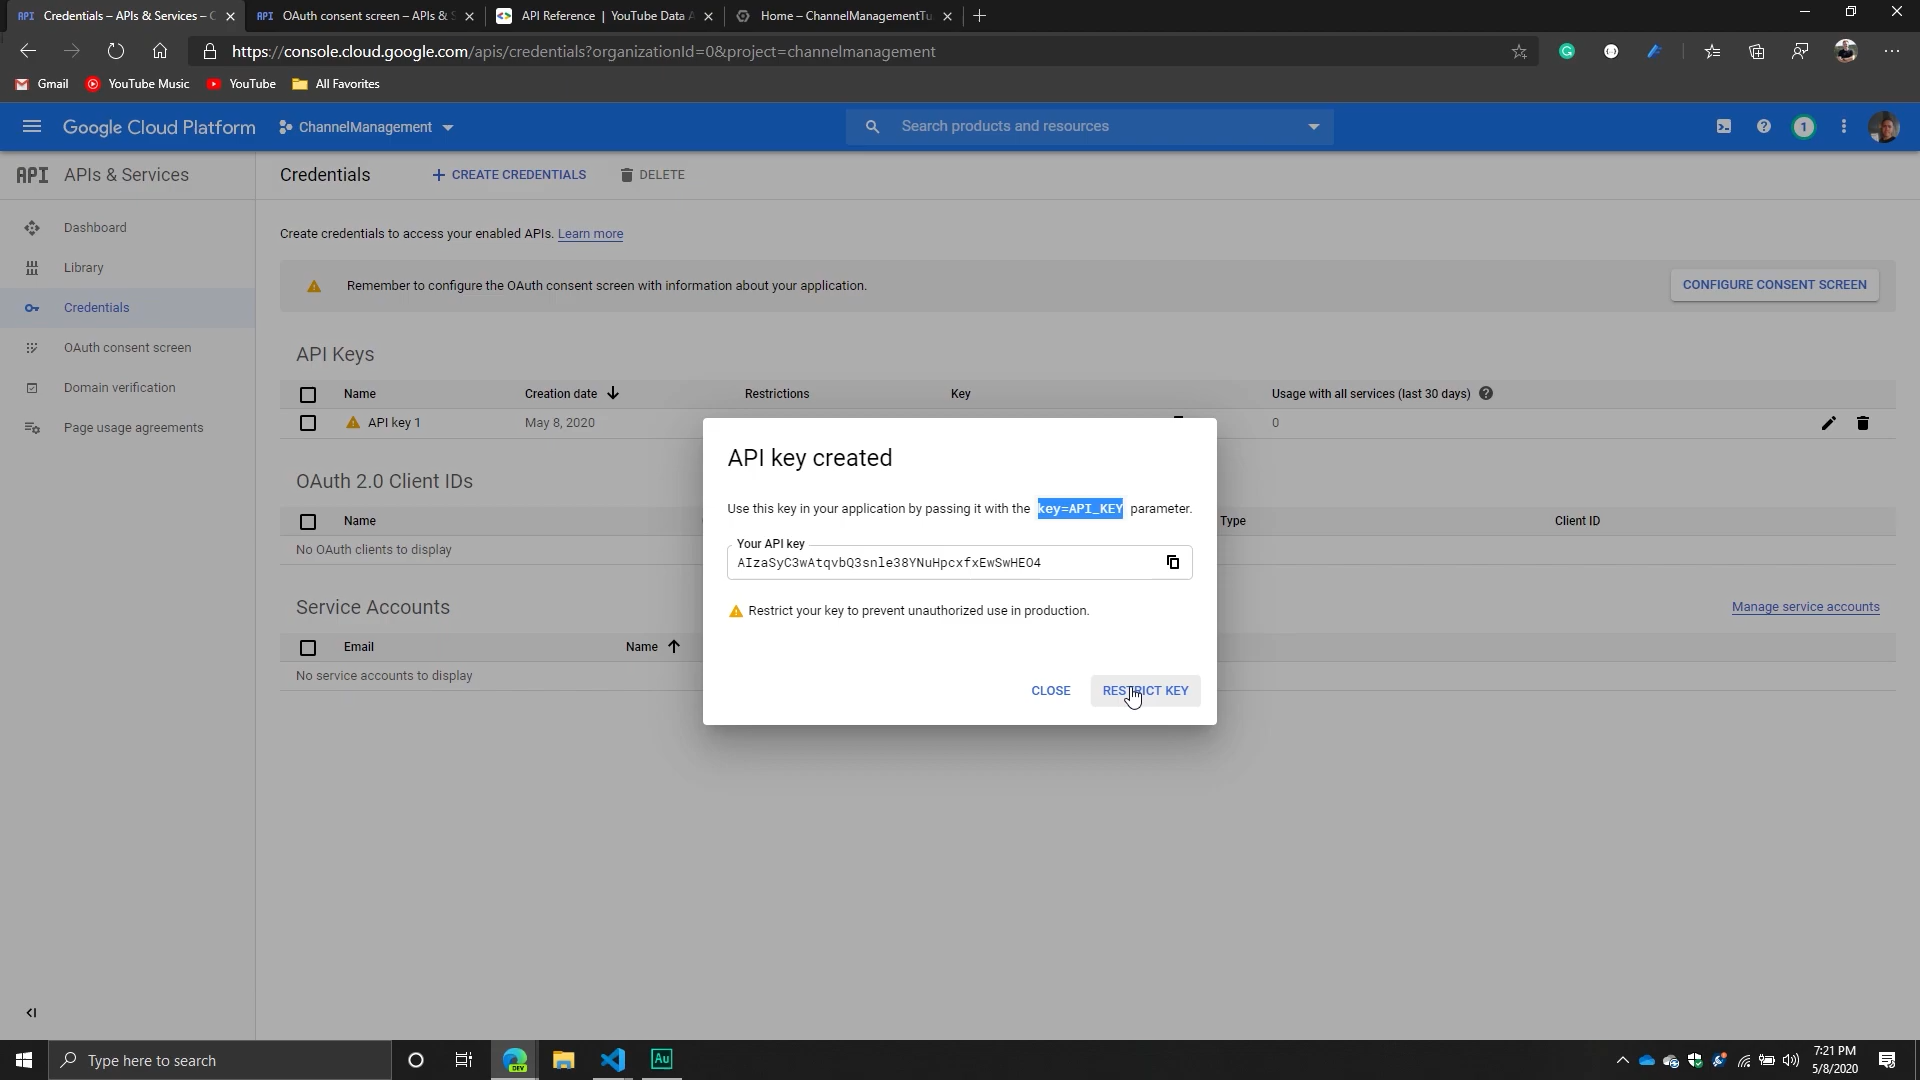 API Credentials – APIs & Services – C
API OAuth consent screen – APIs & S
API Reference | YouTube Data A
Home – ChannelManagementTu
https://console.cloud.google.com/apis/credentials?organizationId=0&project=channelmanagement
Gmail YouTube Music YouTube All Favorites
Google Cloud Platform ChannelManagement Search products and resources 1
API APIs & Services Credentials + CREATE CREDENTIALS DELETE
Dashboard
Library
Credentials
OAuth consent screen
Domain verification
Page usage agreements
Create credentials to access your enabled APIs. Learn more
Remember to configure the OAuth consent screen with information about your application. CONFIGURE CONSENT SCREEN
API Keys
Name Creation date Restrictions Key Usage with all services (last 30 days)
API key 1 May 8, 2020 0
OAuth 2.0 Client IDs
Name Type Client ID
No OAuth clients to display
Service Accounts Manage service accounts
Email Name
No service accounts to display
API key created
Use this key in your application by passing it with the key=API_KEY parameter.
Your API key
AIzaSyC3wAtqvbQ3snle38YNuHpcxfxEwSwHEO4
Restrict your key to prevent unauthorized use in production.
CLOSE RESTRICT KEY
Type here to search
DEV
Au
7:21 PM
5/8/2020